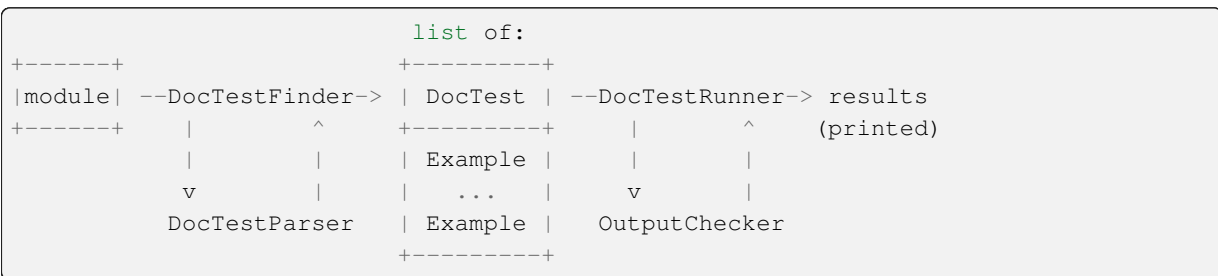 list of:
+------+                   +---------+
|module| --DocTestFinder-> | DocTest | --DocTestRunner-> results
+------+    |        ^     +---------+     |       ^    (printed)
            |        |     | Example |     |       |
            v        |     |   ...   |     v       |
           DocTestParser   | Example |   OutputChecker
                           +---------+